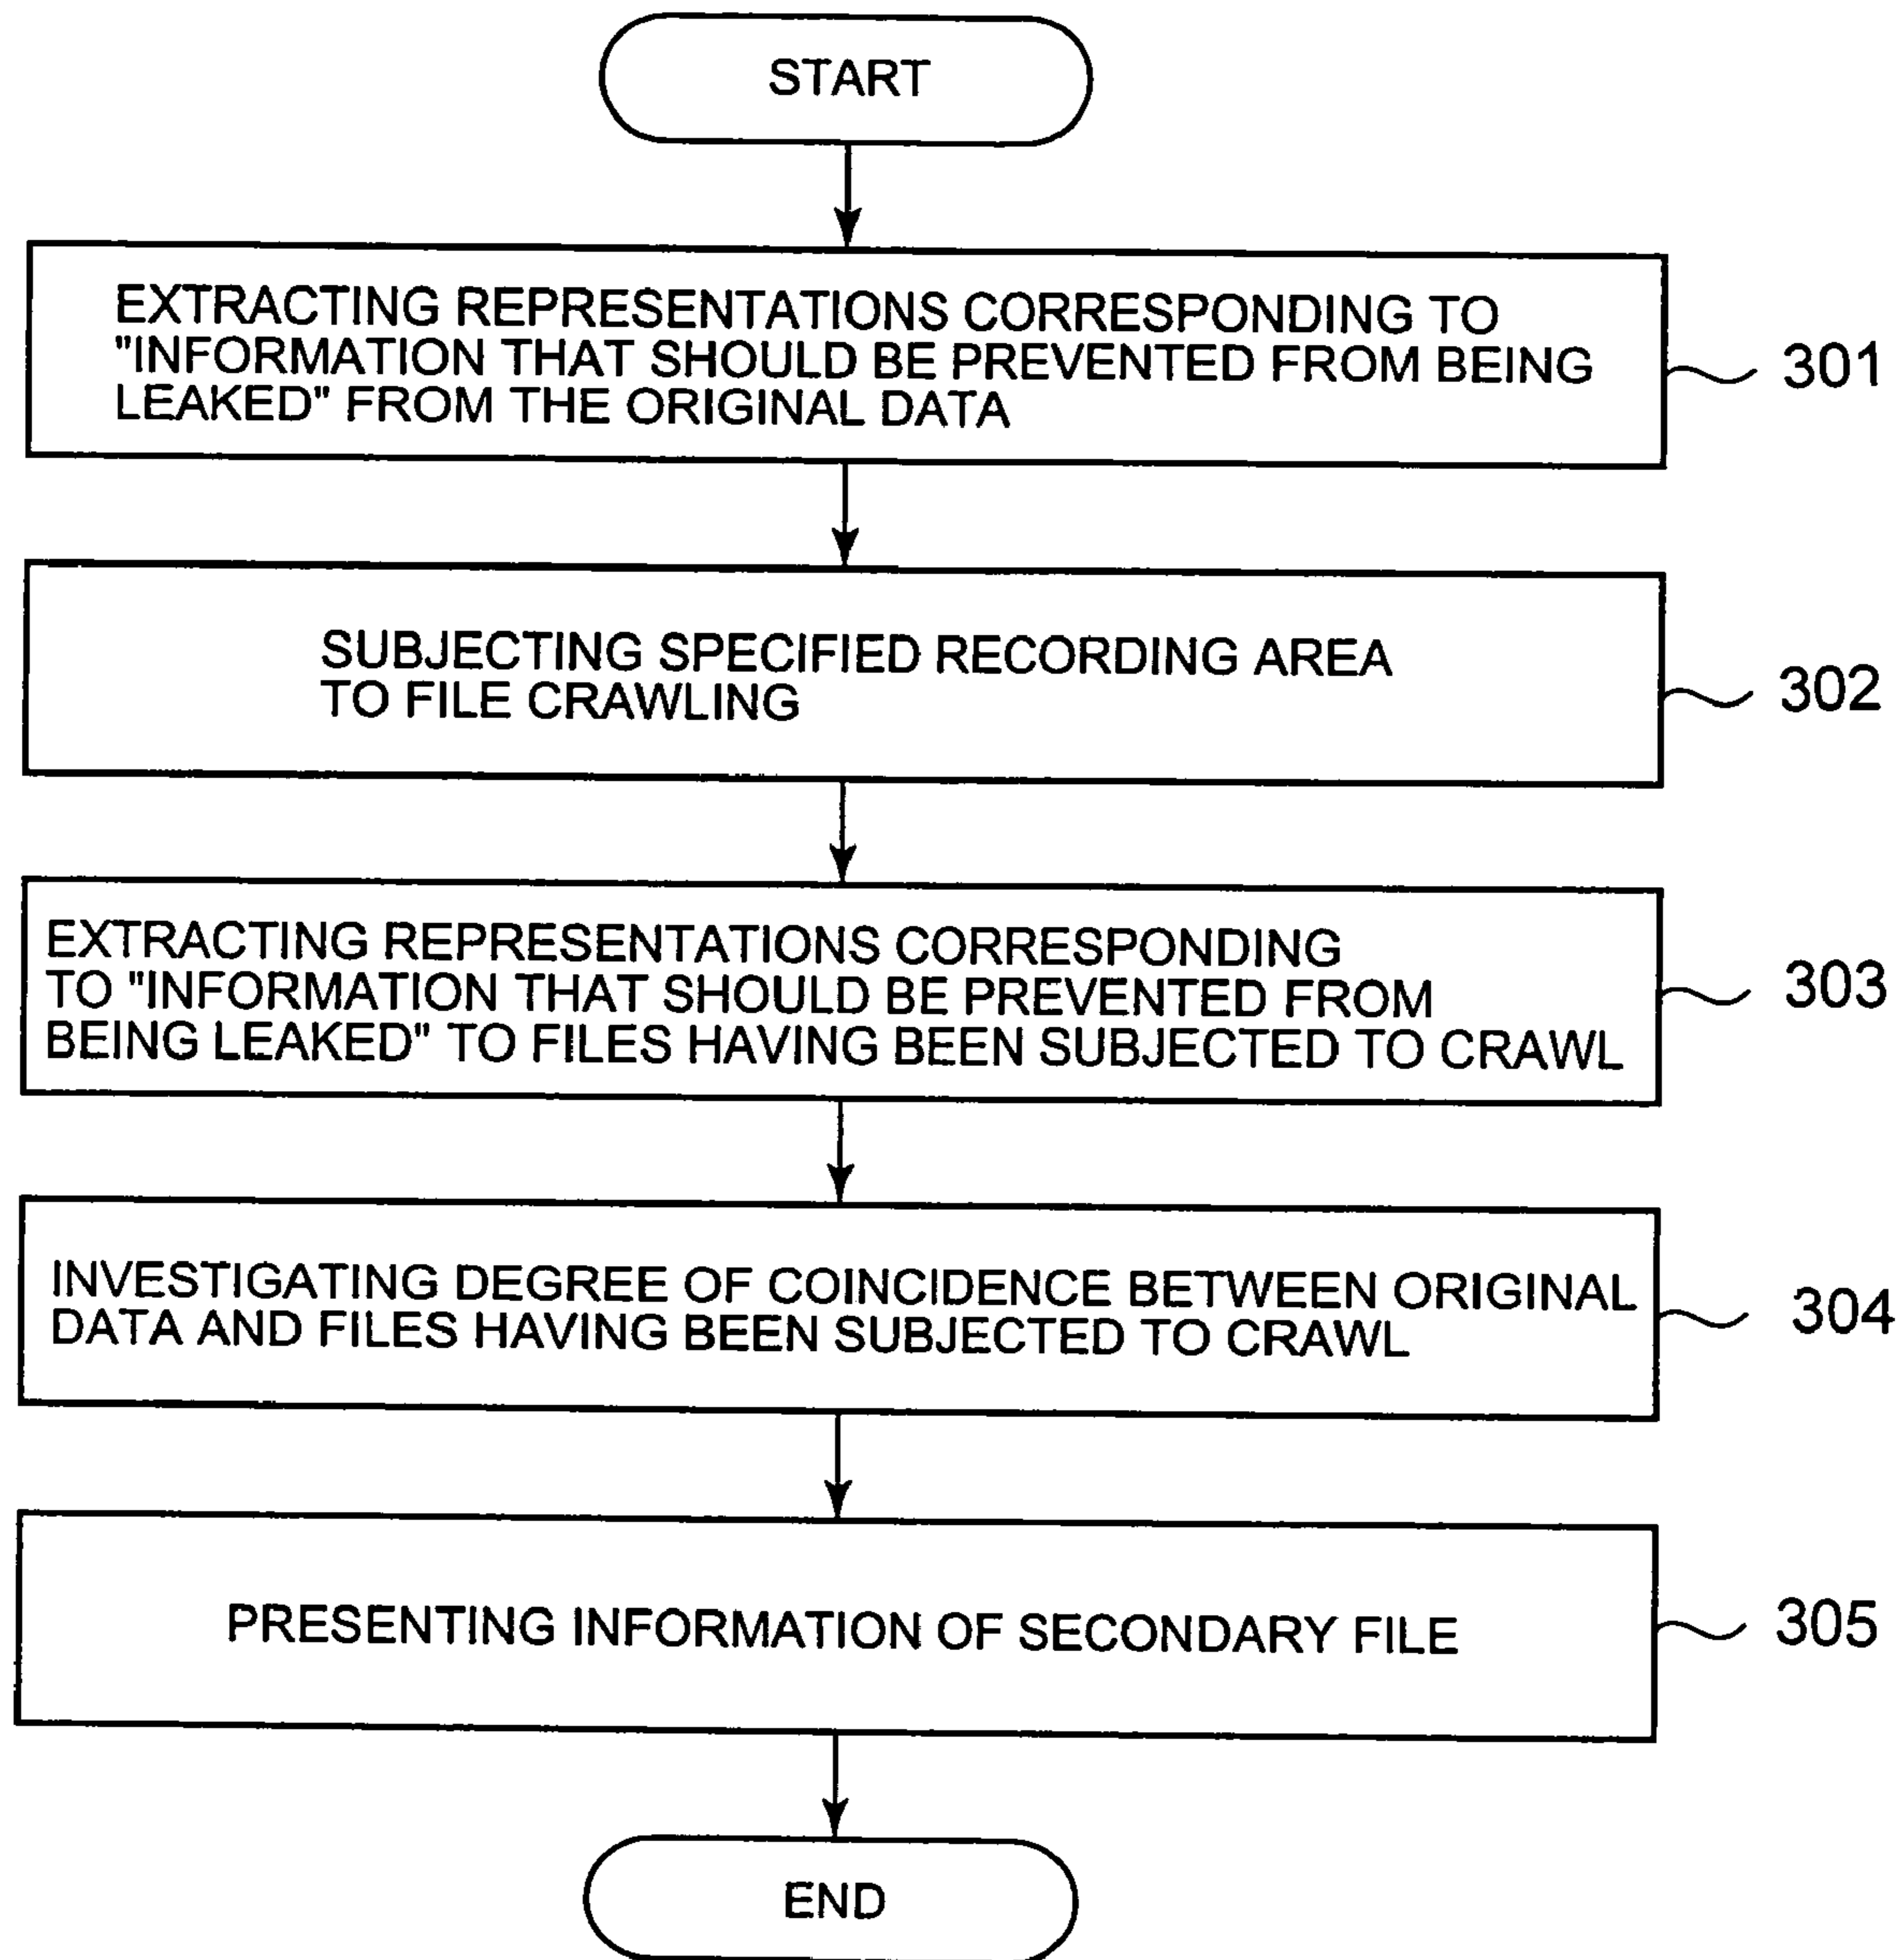 START
EXTRACTING REPRESENTATIONS CORRESPONDING TO
"INFORMATION THAT SHOULD BE PREVENTED FROM BEING
LEAKED" FROM THE ORIGINAL DATA
301
SUBJECTING SPECIFIED RECORDING AREA
TO FILE CRAWLING
302
EXTRACTING REPRESENTATIONS CORRESPONDING
TO "INFORMATION THAT SHOULD BE PREVENTED FROM
BEING LEAKED" TO FILES HAVING BEEN SUBJECTED TO CRAWL
303
INVESTIGATING DEGREE OF COINCIDENCE BETWEEN ORIGINAL
DATA AND FILES HAVING BEEN SUBJECTED TO CRAWL
304
PRESENTING INFORMATION OF SECONDARY FILE
305
END